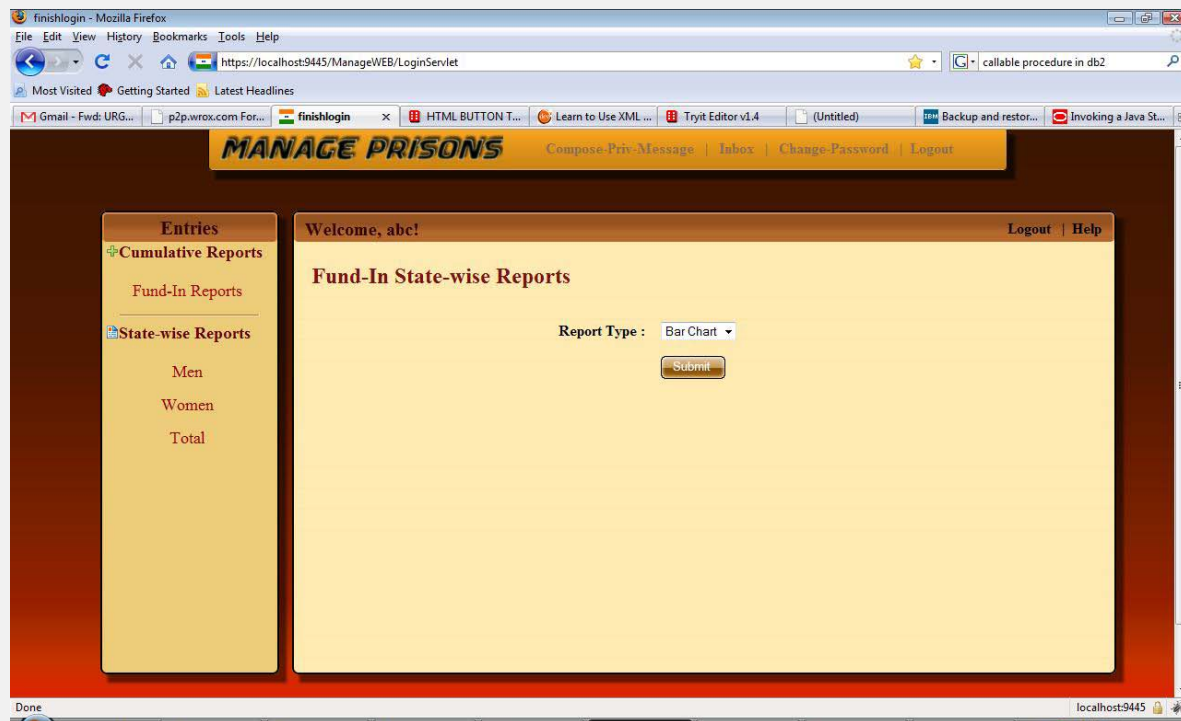 finishlogin - Mozilla Firefox
File Edit View History Bookmarks Tools Help
https://localhost:9445/ManageWEB/LoginServlet
G callable procedure in db2
Most Visited Getting Started Latest Headlines
Gmail - Fwd: URG... p2p.wrox.com For... finishlogin HTML BUTTON T... Learn to Use XML ... Tryit Editor v1.4 (Untitled) IBM Backup and restor... Invoking a Java St...
MANAGE PRISONS
Compose-Priv-Message | Inbox | Change-Password | Logout
Entries
Cumulative Reports
Fund-In Reports
State-wise Reports
Men
Women
Total
Welcome, abc!
Logout | Help
Fund-In State-wise Reports
Report Type : Bar Chart
Submit
Done
localhost:9445